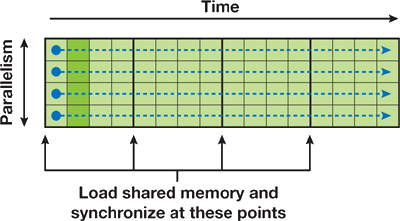 Time
Parallelism
Load shared memory and
synchronize at these points